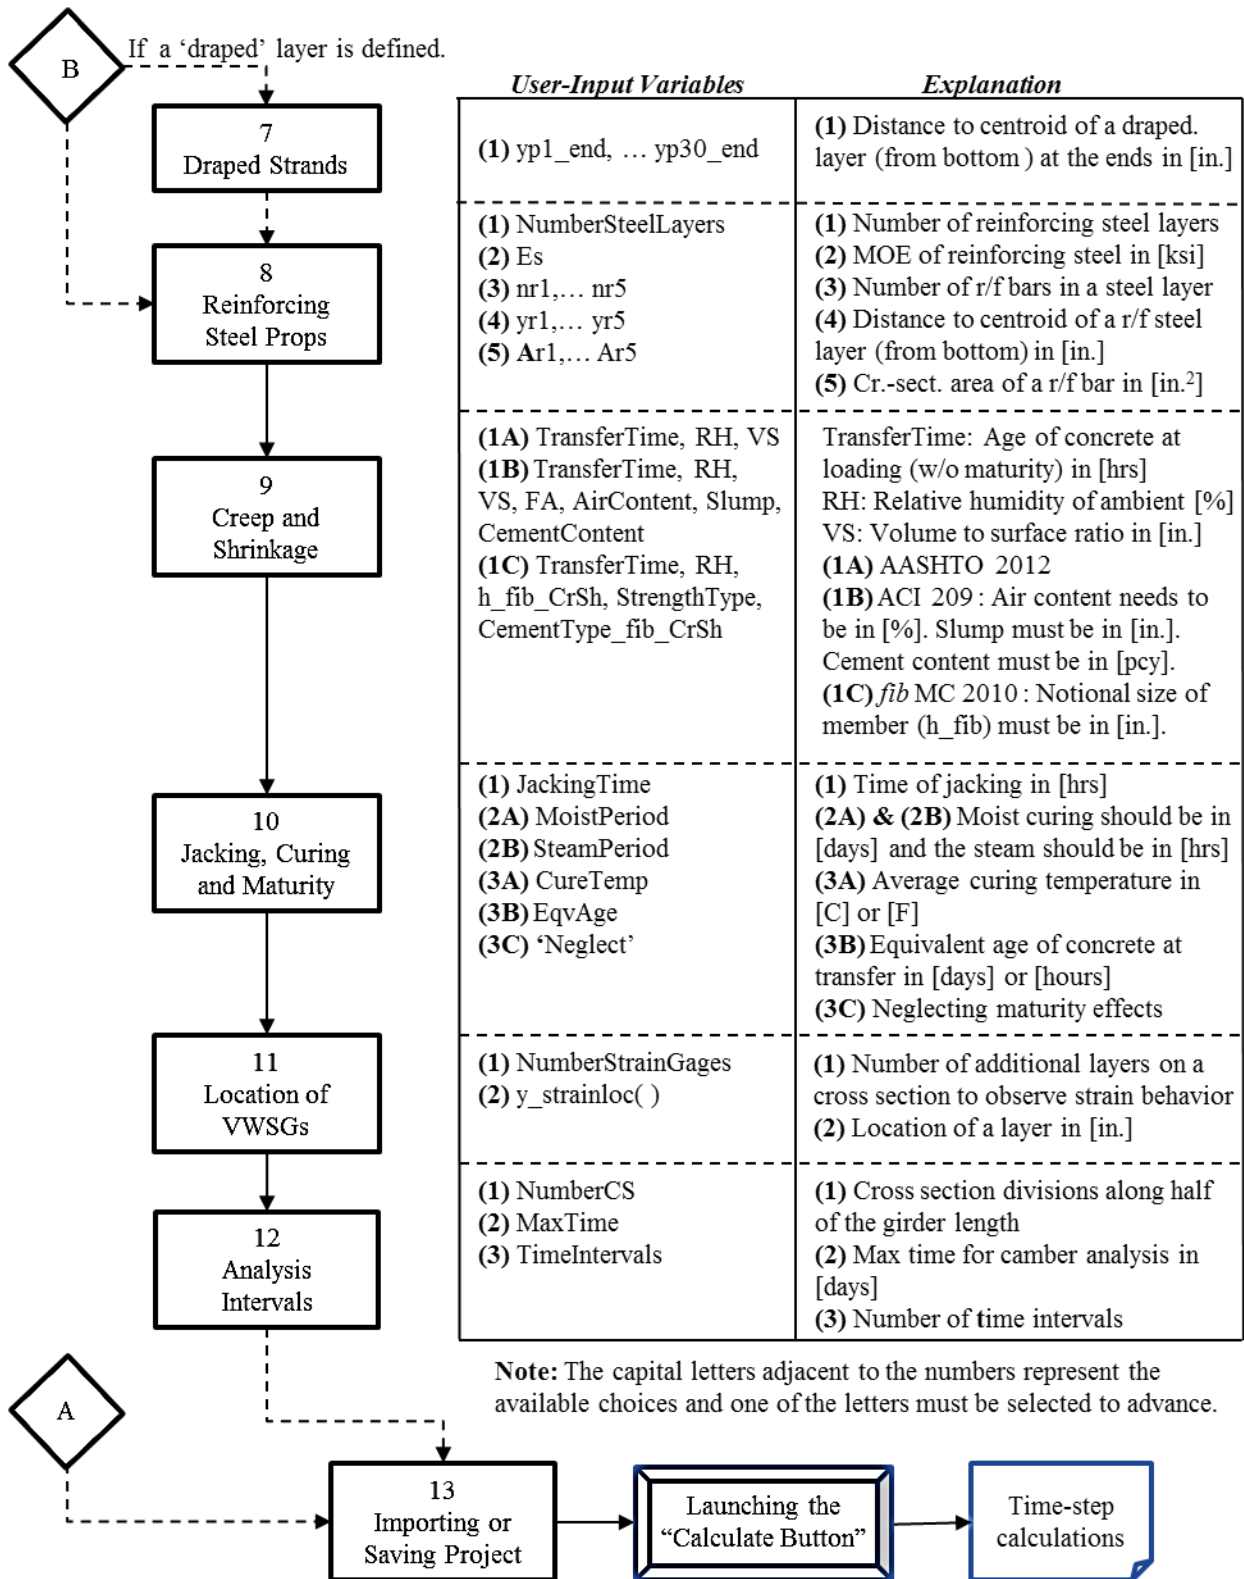 B
If a ‘draped’ layer is defined.
7
Draped Strands
8
Reinforcing
Steel Props
9
Creep and
Shrinkage
10
Jacking, Curing
and Maturity
11
Location of
VWSGs
12
Analysis
Intervals
User-Input Variables
Explanation
(1) yp1_end, … yp30_end
(1) Distance to centroid of a draped.
layer (from bottom ) at the ends in [in.]
(1) NumberSteelLayers
(2) Es
(3) nr1,… nr5
(4) yr1,… yr5
(5) Ar1,… Ar5
(1) Number of reinforcing steel layers
(2) MOE of reinforcing steel in [ksi]
(3) Number of r/f bars in a steel layer
(4) Distance to centroid of a r/f steel
layer (from bottom) in [in.]
(5) Cr.-sect. area of a r/f bar in [in.²]
(1A) TransferTime, RH, VS
(1B) TransferTime, RH,
VS, FA, AirContent, Slump,
CementContent
(1C) TransferTime, RH,
h_fib_CrSh, StrengthType,
CementType_fib_CrSh
TransferTime: Age of concrete at
loading (w/o maturity) in [hrs]
RH: Relative humidity of ambient [%]
VS: Volume to surface ratio in [in.]
(1A) AASHTO 2012
(1B) ACI 209 : Air content needs to
be in [%]. Slump must be in [in.].
Cement content must be in [pcy].
(1C) fib MC 2010 : Notional size of
member (h_fib) must be in [in.].
(1) JackingTime
(2A) MoistPeriod
(2B) SteamPeriod
(3A) CureTemp
(3B) EqvAge
(3C) ‘Neglect’
(1) Time of jacking in [hrs]
(2A) & (2B) Moist curing should be in
[days] and the steam should be in [hrs]
(3A) Average curing temperature in
[C] or [F]
(3B) Equivalent age of concrete at
transfer in [days] or [hours]
(3C) Neglecting maturity effects
(1) NumberStrainGages
(2) y_strainloc( )
(1) Number of additional layers on a
cross section to observe strain behavior
(2) Location of a layer in [in.]
(1) NumberCS
(2) MaxTime
(3) TimeIntervals
(1) Cross section divisions along half
of the girder length
(2) Max time for camber analysis in
[days]
(3) Number of time intervals
Note: The capital letters adjacent to the numbers represent the
available choices and one of the letters must be selected to advance.
A
13
Importing or
Saving Project
Launching the
“Calculate Button”
Time-step
calculations